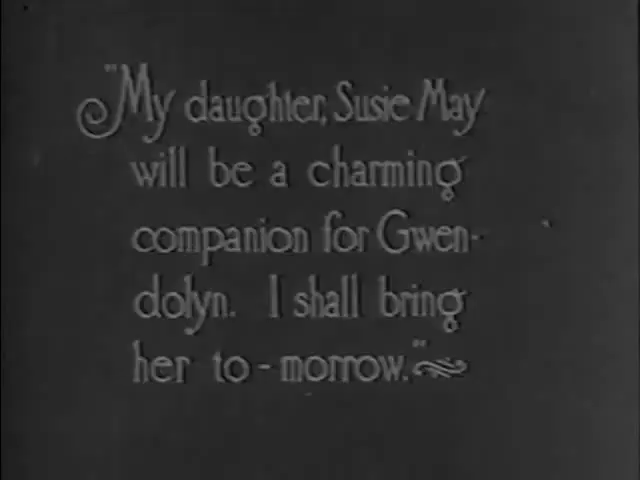 "My daughter, Susie May
will be a charming
companion for Gwen-
dolyn. I shall bring
her to-morrow."